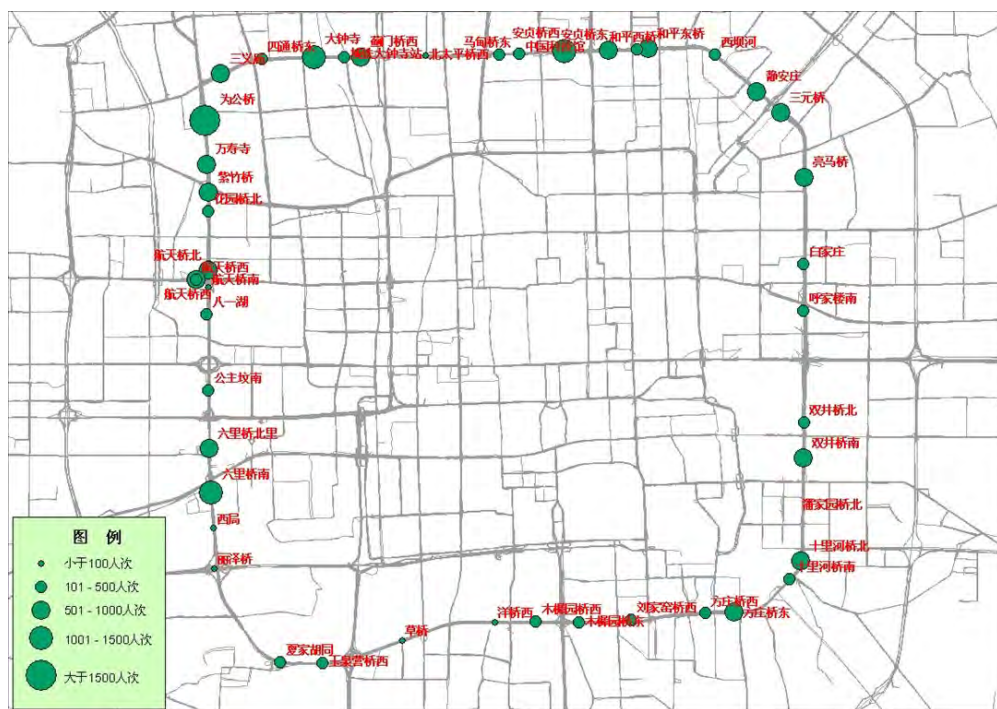 四通桥东
大钟寺
蓟门桥西
马甸桥东
安贞桥西
安贞桥东
和平西桥
和平东桥
三义庙
城铁大钟寺站
北太平桥西
中国科技馆
西坝河
静安庄
三元桥
为公桥
万寿寺
紫竹桥
花园桥北
亮马桥
航天桥北
航天桥西
航天桥南
航天桥西
八一湖
白家庄
呼家楼南
公主坟南
双井桥北
六里桥北里
双井桥南
六里桥南
潘家园桥北
西局
丽泽桥
十里河桥北
十里河桥南
洋桥西
木樨园桥西
木樨园桥东
刘家窑桥西
方庄桥西
方庄桥东
草桥
夏家胡同
玉泉营桥西
图 例
小于100人次
101 - 500人次
501 - 1000人次
1001 - 1500人次
大于1500人次